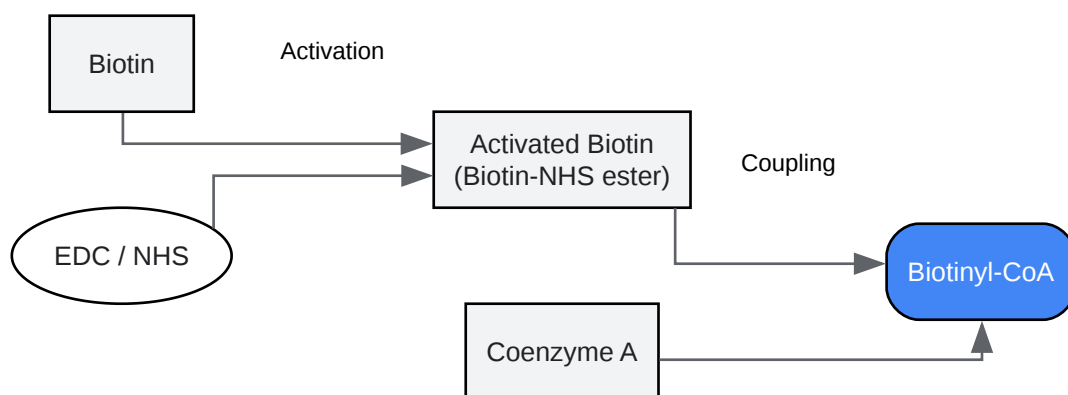 Biotin
Activation
Activated Biotin
(Biotin-NHS ester)
Coupling
EDC / NHS
Biotinyl-CoA
Coenzyme A